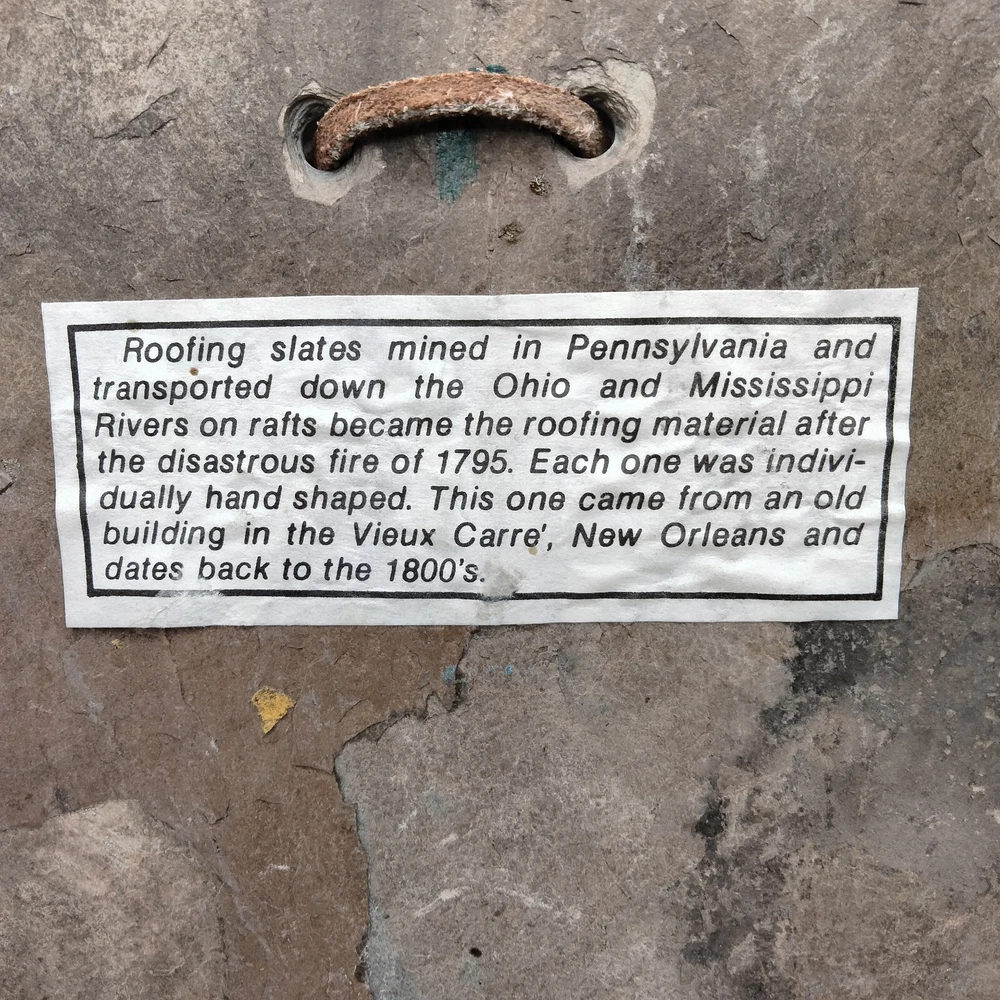 Roofing slates mined in Pennsylvania and
transported down the Ohio and Mississippi
Rivers on rafts became the roofing material after
the disastrous fire of 1795. Each one was indivi-
dually hand shaped. This one came from an old
building in the Vieux Carre', New Orleans and
dates back to the 1800's.